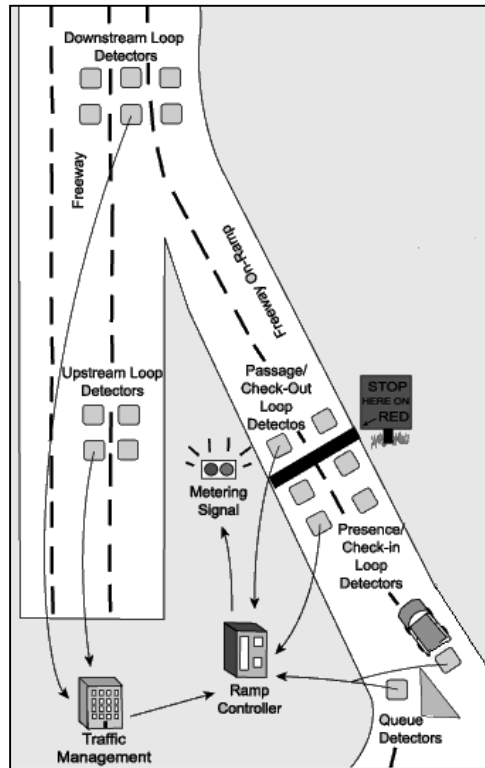 Downstream Loop
Detectors
Freeway
Freeway On-Ramp
Upstream Loop
Detectors
Passage/
Check-Out
Loop
Detectos
STOP
HERE ON
RED
Metering
Signal
Presence/
Check-in
Loop
Detectors
Ramp
Controller
Traffic
Management
Queue
Detectors